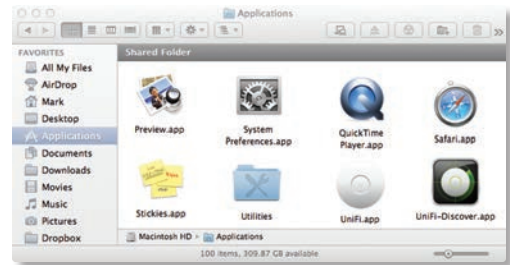 Applications
FAVORITES
All My Files
AirDrop
Mark
Desktop
Applications
Documents
Downloads
Movies
Music
Pictures
Dropbox
Shared Folder
Preview.app
System
Preferences.app
QuickTime
Player.app
Safari.app
Stickies.app
Utilities
UniFi.app
UniFi-Discover.app
Macintosh HD ▸ Applications
100 items, 309.87 GB available